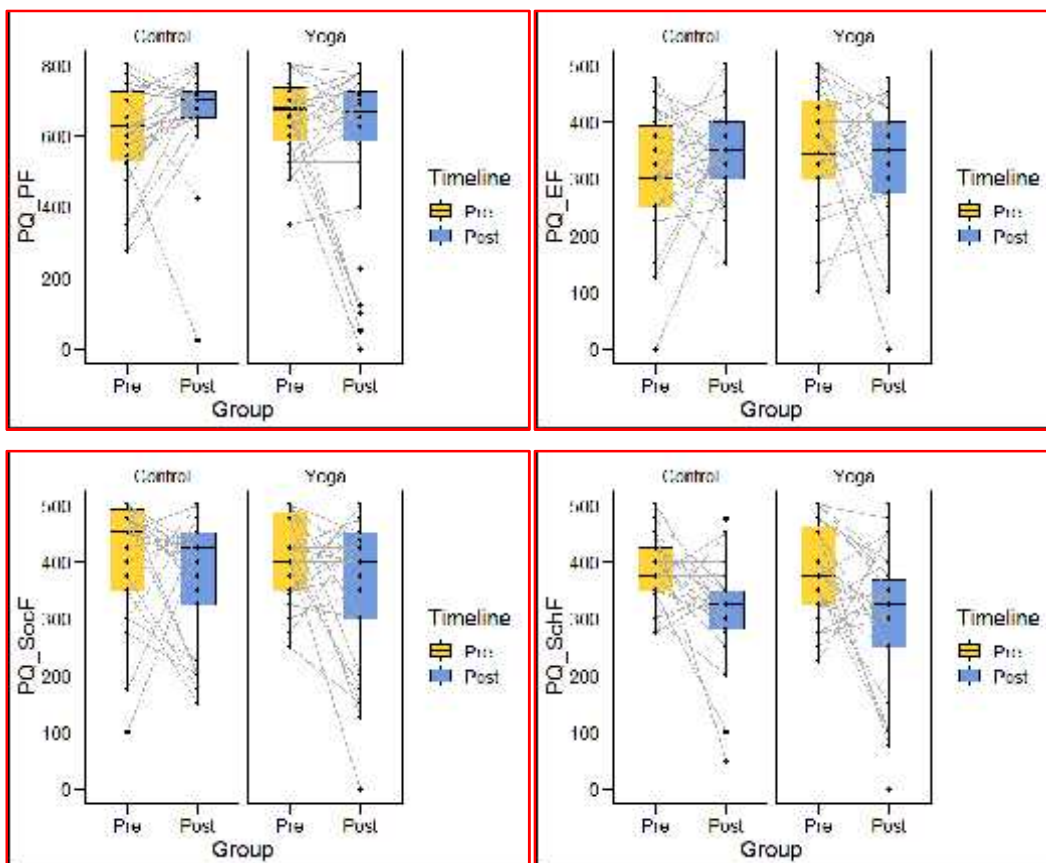 Control Yoga
PQ_PF
800
600
400
200
0
Pre Post Pre Post
Group
Timeline
Pre
Post
Control Yoga
PQ_EF
500
400
300
200
100
0
Pre Post Pre Post
Group
Timeline
Pre
Post
Control Yoga
PQ_SocF
500
400
300
200
100
0
Pre Post Pre Post
Group
Timeline
Pre
Post
Control Yoga
PQ_SchF
500
400
300
200
100
0
Pre Post Pre Post
Group
Timeline
Pre
Post